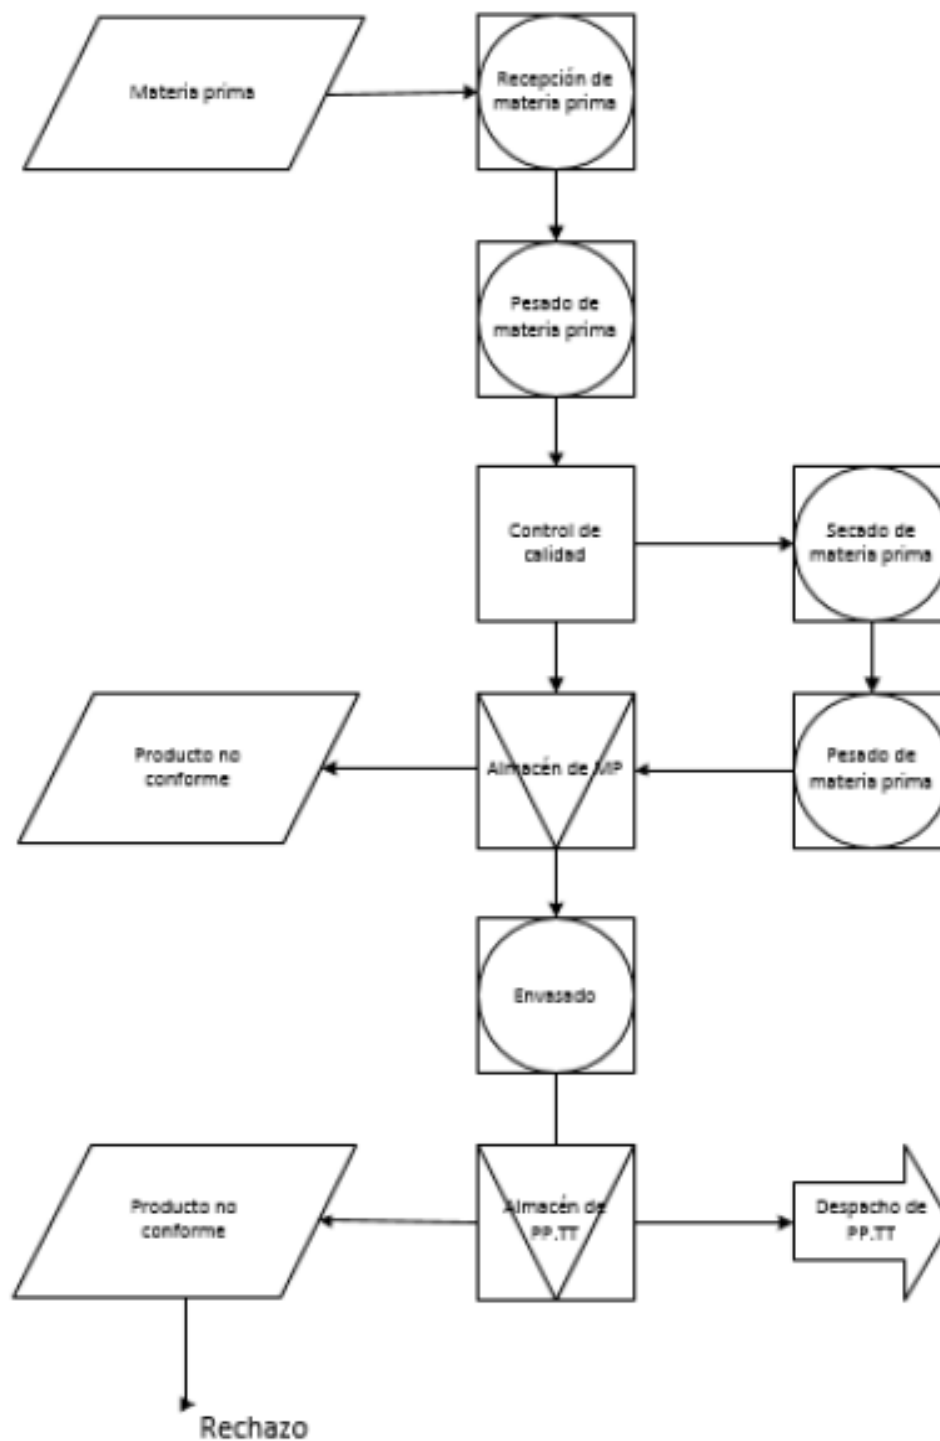 Materia prima
Recepción de
materia prima
Pesado de
materia prima
Control de
calidad
Secado de
materia prima
Producto no
conforme
Almacén de MP
Pesado de
materia prima
Envasado
Producto no
conforme
Almacén de
PP.TT
Despacho de
PP.TT
Rechazo